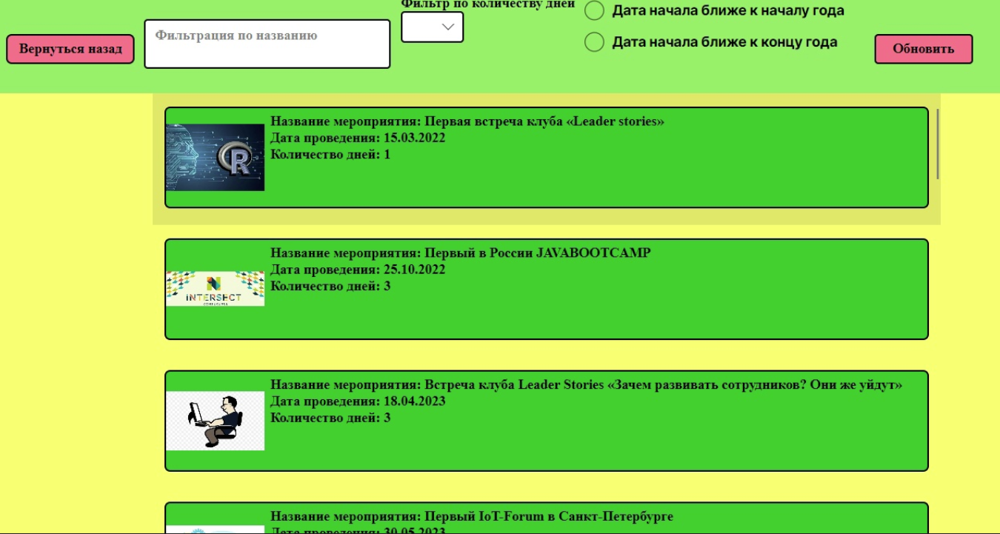 Фильтр по количеству дней
Дата начала ближе к началу года
Фильтрация по названию
Дата начала ближе к концу года
Вернуться назад
Обновить
Название мероприятия: Первая встреча клуба «Leader stories»
Дата проведения: 15.03.2022
Количество дней: 1
R
Название мероприятия: Первый в России JAVABOOTCAMP
Дата проведения: 25.10.2022
Количество дней: 3
INTERSECT
CONFERENCE
Название мероприятия: Встреча клуба Leader Stories «Зачем развивать сотрудников? Они же уйдут»
Дата проведения: 18.04.2023
Количество дней: 3
Название мероприятия: Первый IoT-Forum в Санкт-Петербурге
Дата проведения: 30.05.2023